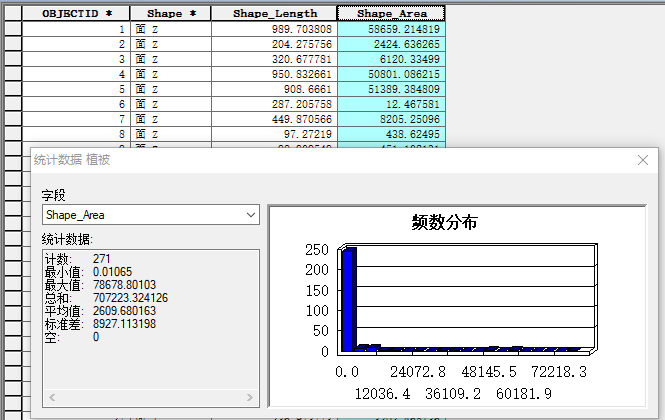 OBJECTID * Shape * Shape_Length Shape_Area
1 面 Z 989.703808 58659.214819
2 面 Z 204.275756 2424.636265
3 面 Z 320.677781 6120.33499
4 面 Z 950.832661 50801.086215
5 面 Z 908.6661 51389.384809
6 面 Z 287.205758 12.467581
7 面 Z 449.870566 8205.25096
8 面 Z 97.27219 438.62495
统计数据 植被
字段
Shape_Area
统计数据:
计数: 271
最小值: 0.01065
最大值: 78678.80103
总和: 707223.324126
平均值: 2609.680163
标准差: 8927.113198
空: 0
频数分布
250
200
150
100
50
0
0.0 24072.8 48145.5 72218.3
12036.4 36109.2 60181.9